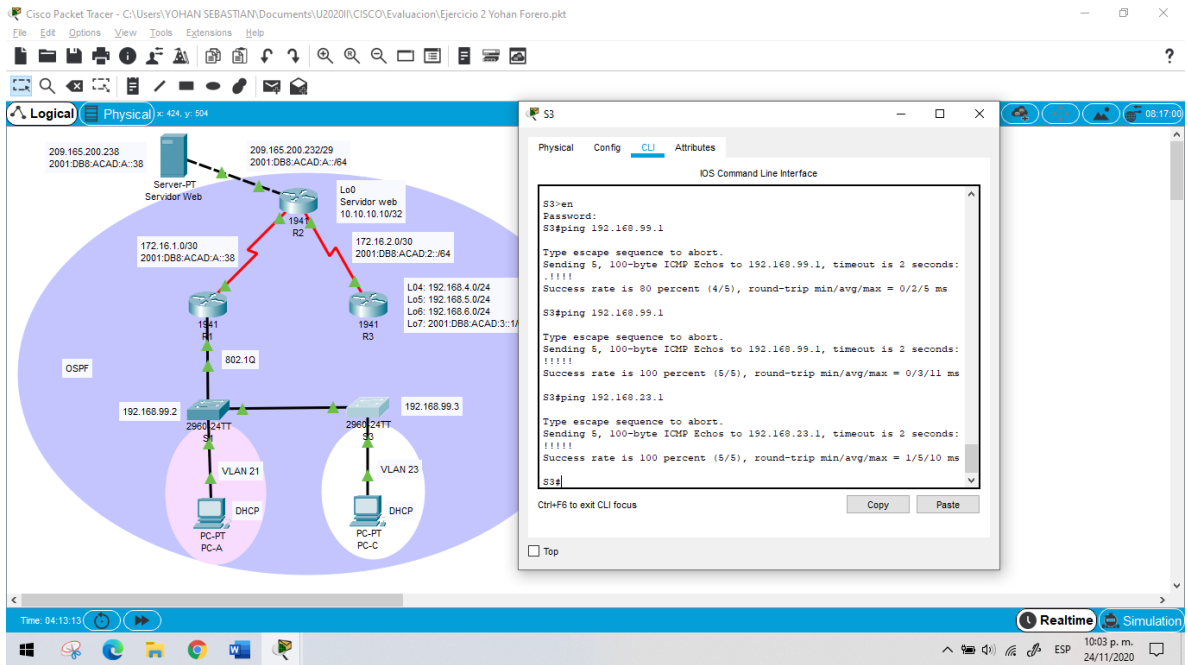 Cisco Packet Tracer - C:\Users\YOHAN SEBASTIAN\Documents\U2020II\CISCO\Evaluacion\Ejercicio 2 Yohan Forero.pkt
File Edit Options View Tools Extensions Help
?
Logical
Physical
x: 424, y: 504
08:17:00
209.165.200.238
2001:DB8:ACAD:A::38
209.165.200.232/29
2001:DB8:ACAD:A::/64
Server-PT
Servidor Web
Lo0
Servidor web
10.10.10.10/32
1941
R2
172.16.1.0/30
2001:DB8:ACAD:A::38
172.16.2.0/30
2001:DB8:ACAD:2::/64
L04: 192.168.4.0/24
Lo5: 192.168.5.0/24
Lo6: 192.168.6.0/24
Lo7: 2001:DB8:ACAD:3::1/
1941
R1
1941
R3
802.1Q
OSPF
192.168.99.2
192.168.99.3
2960-24TT
S1
2960-24TT
S3
VLAN 21
VLAN 23
DHCP
DHCP
PC-PT
PC-A
PC-PT
PC-C
S3
Physical Config CLI Attributes
IOS Command Line Interface
S3>en
Password:
S3#ping 192.168.99.1
Type escape sequence to abort.
Sending 5, 100-byte ICMP Echos to 192.168.99.1, timeout is 2 seconds:
.!!!!
Success rate is 80 percent (4/5), round-trip min/avg/max = 0/2/5 ms
S3#ping 192.168.99.1
Type escape sequence to abort.
Sending 5, 100-byte ICMP Echos to 192.168.99.1, timeout is 2 seconds:
!!!!!
Success rate is 100 percent (5/5), round-trip min/avg/max = 0/3/11 ms
S3#ping 192.168.23.1
Type escape sequence to abort.
Sending 5, 100-byte ICMP Echos to 192.168.23.1, timeout is 2 seconds:
!!!!!
Success rate is 100 percent (5/5), round-trip min/avg/max = 1/5/10 ms
S3#
Ctrl+F6 to exit CLI focus
Copy
Paste
Top
Time: 04:13:13
Realtime
Simulation
ESP
10:03 p. m.
24/11/2020